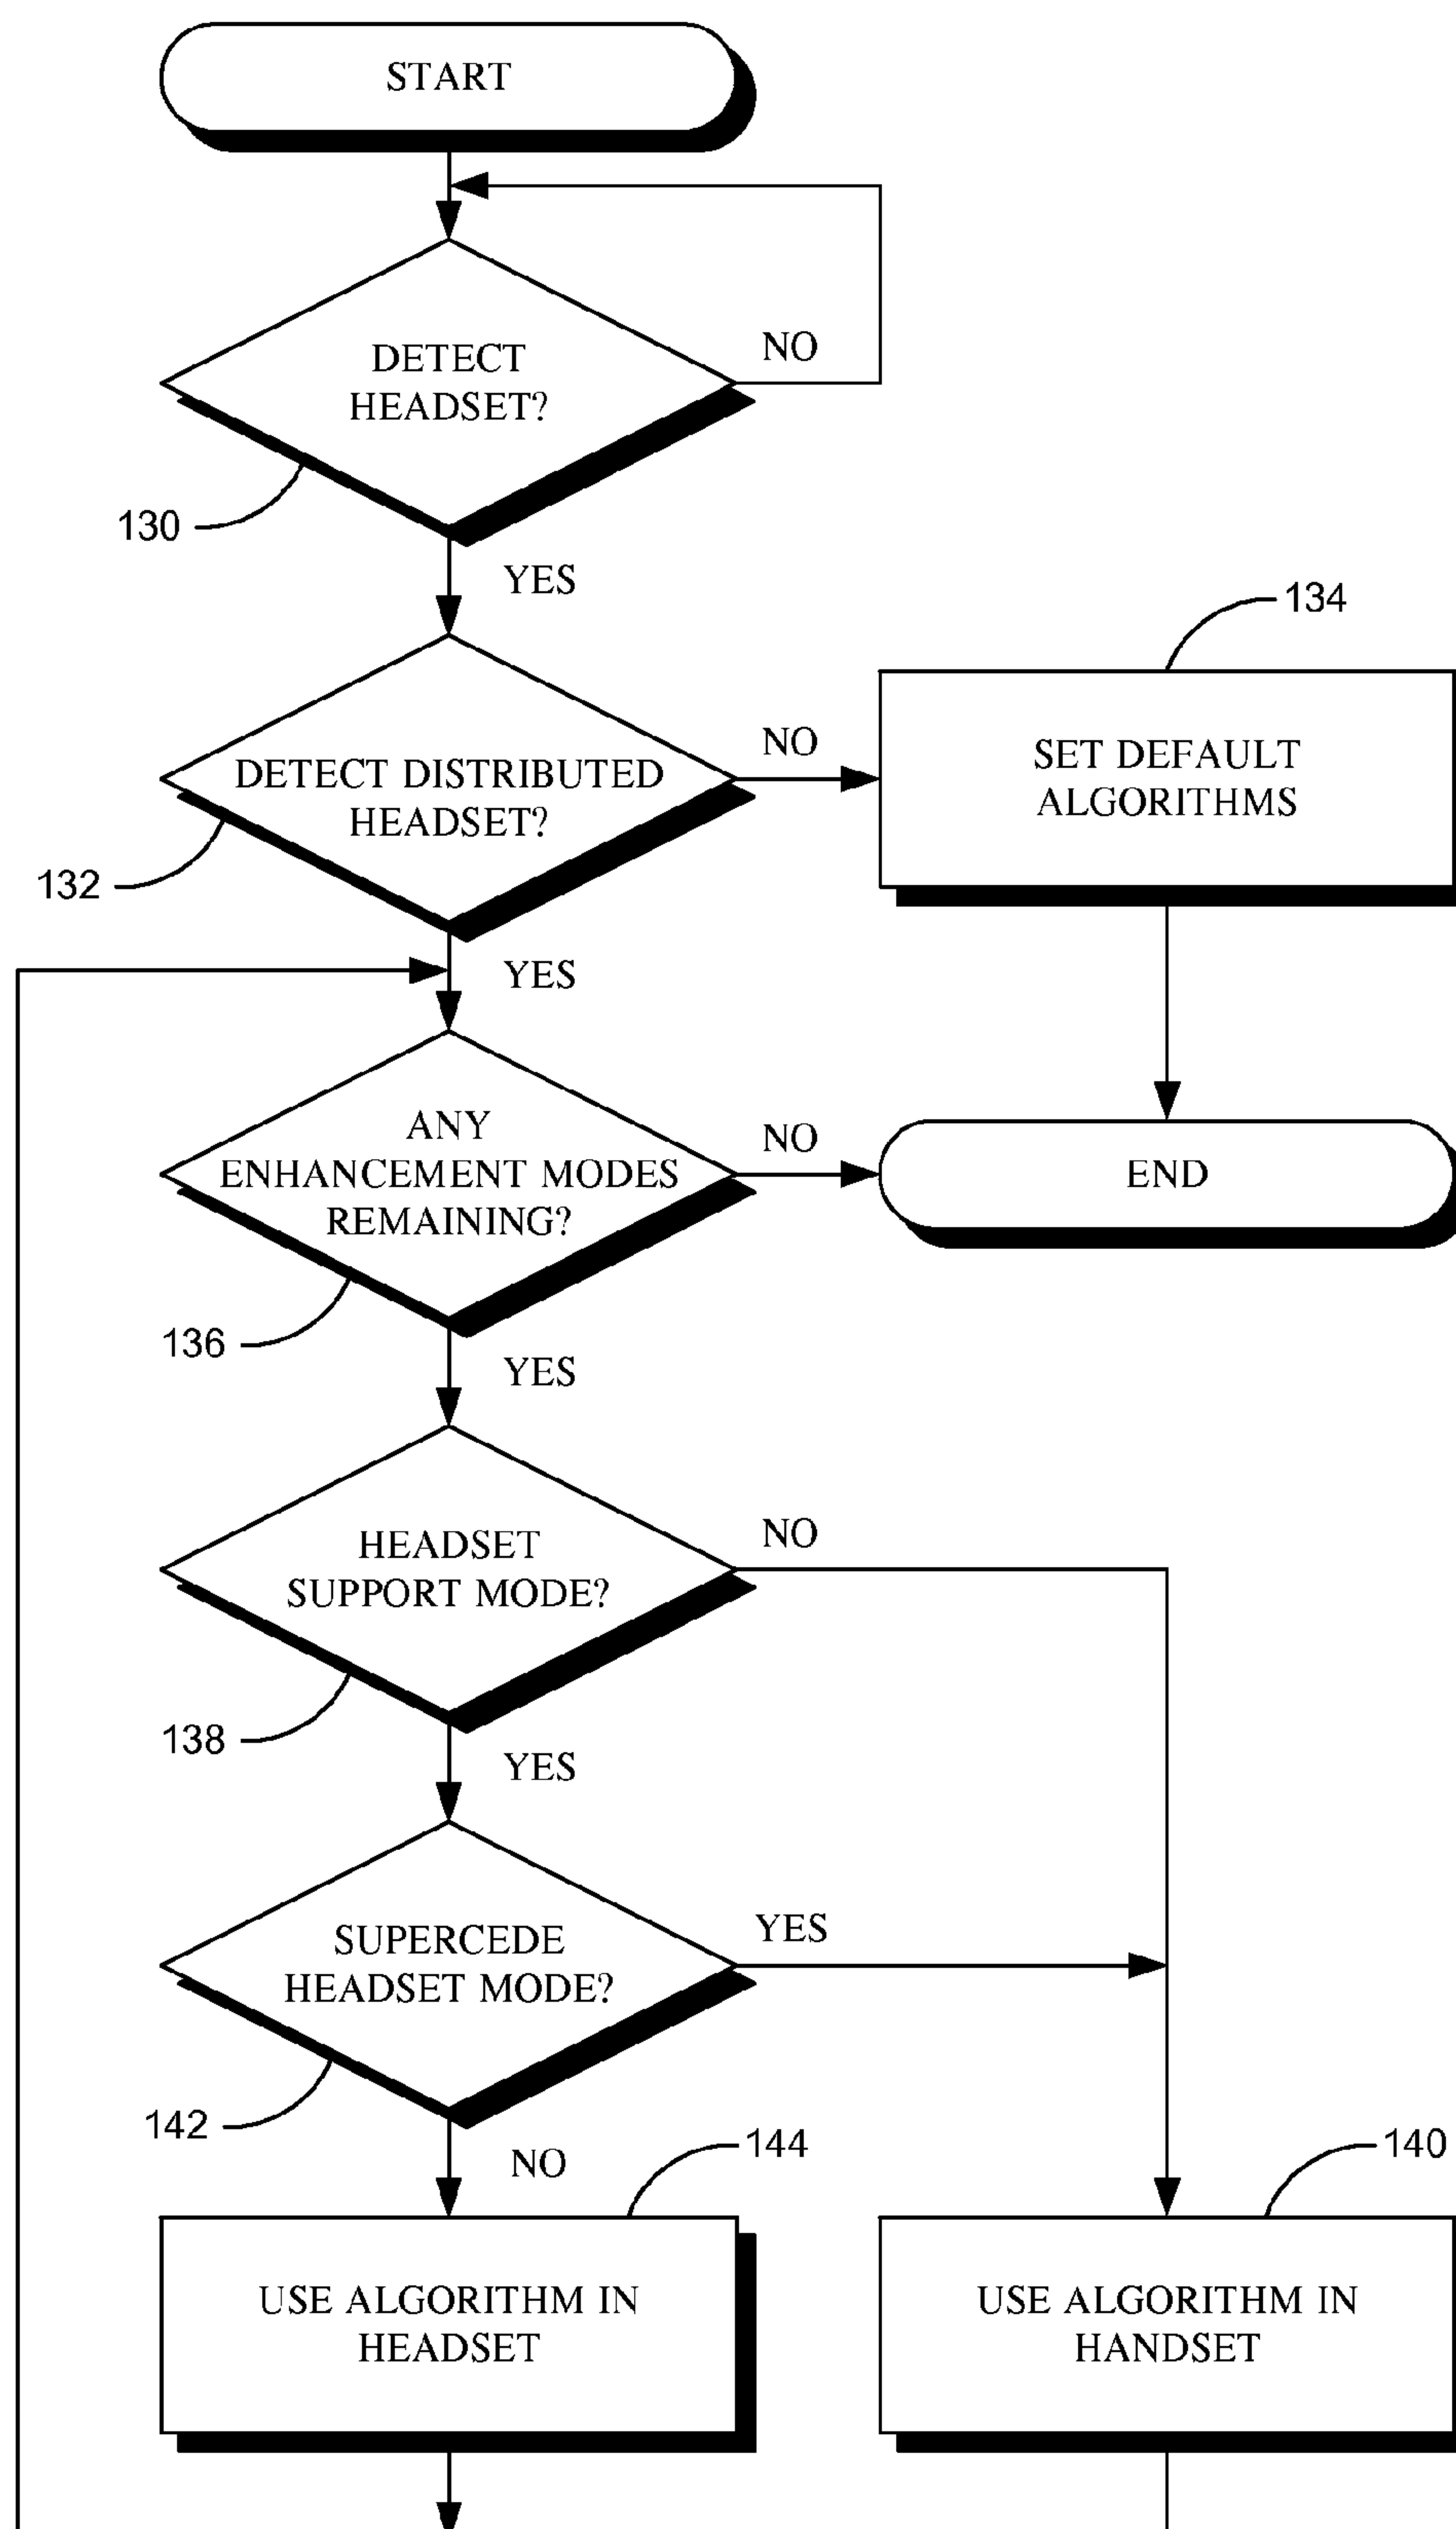 START
DETECT
HEADSET?
NO
130
YES
134
DETECT DISTRIBUTED
HEADSET?
NO
SET DEFAULT
ALGORITHMS
132
YES
ANY
ENHANCEMENT MODES
REMAINING?
NO
END
136
YES
HEADSET
SUPPORT MODE?
NO
138
YES
SUPERCEDE
HEADSET MODE?
YES
142
NO
144
140
USE ALGORITHM IN
HEADSET
USE ALGORITHM IN
HANDSET